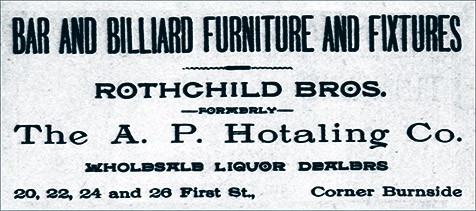 BAR AND BILLIARD FURNITURE AND FIXTURES
ROTHCHILD BROS.
—FORMERLY—
The A. P. Hotaling Co.
WHOLESALE LIQUOR DEALERS
20, 22, 24 and 26 First St., Corner Burnside